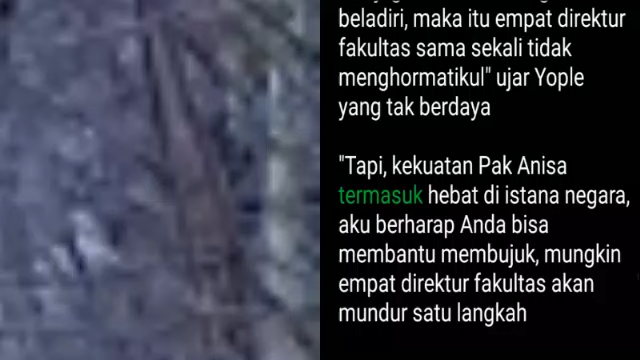 beladiri, maka itu empat direktur
fakultas sama sekali tidak
menghormatikul" ujar Yople
yang tak berdaya
"Tapi, kekuatan Pak Anisa
termasuk hebat di istana negara,
aku berharap Anda bisa
membantu membujuk, mungkin
empat direktur fakultas akan
mundur satu langkah